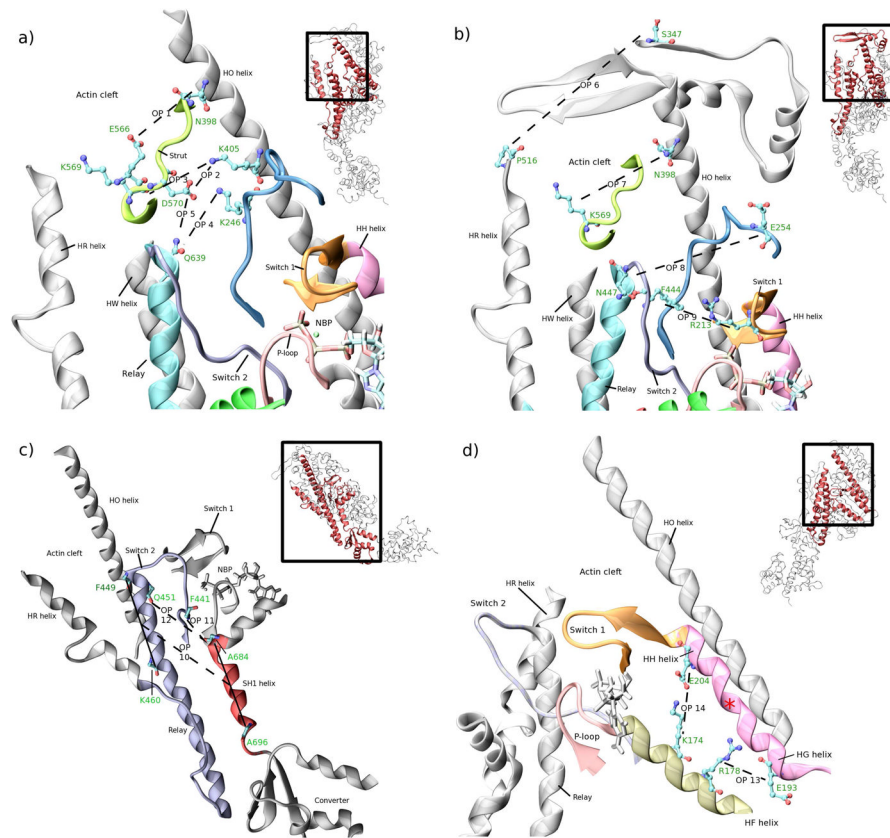 a)
HO helix
Actin cleft
OP 1
N398
E566
K569
Strut
K405
OP 3
OP 2
D570
OP 5
OP 4
K246
Q639
HR helix
HW helix
Switch 1
HH helix
NBP
P-loop
Relay
Switch 2
b)
S347
OP 6
P516
Actin cleft
N398
HO helix
OP 7
K569
E254
HR helix
OP 8
Switch 1
HW helix
N447
F444
OP 9
R213
HH helix
Relay
Switch 2
P-loop
c)
HO helix
Switch 1
Actin cleft
Switch 2
NBP
F449
Q451
F441
HR helix
OP 12
OP 11
OP 10
A684
SH1 helix
K460
Relay
A696
Converter
d)
HO helix
Actin cleft
HR helix
Switch 2
Switch 1
HH helix
E204
*
OP 14
P-loop
K174
HG helix
R178
OP 13
E193
Relay
HF helix